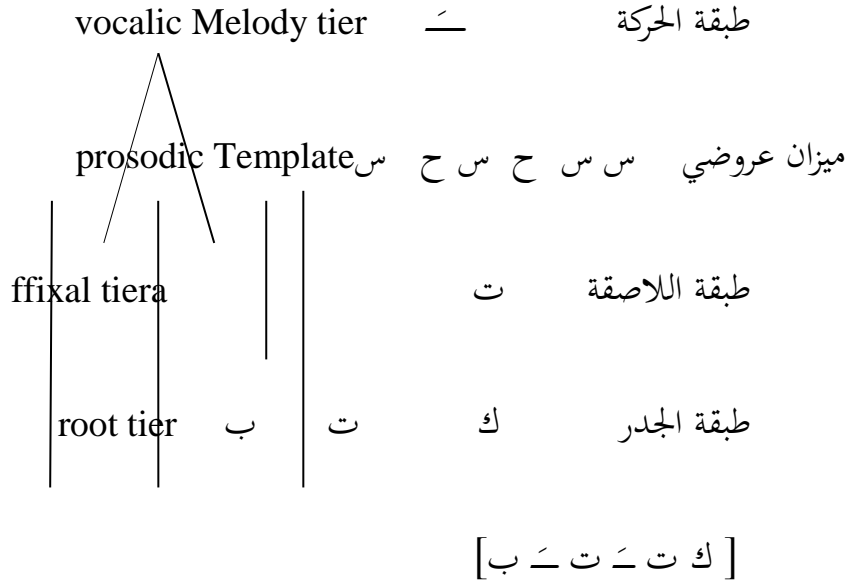 طبقة الحركة ـَـ vocalic Melody tier
ميزان عروضي س س ح س ح س prosodic Template
طبقة اللاصقة ت ffixal tiera
طبقة الجدر ك ت ب root tier
[ ك ت ـَـ ت ـَـ ب]